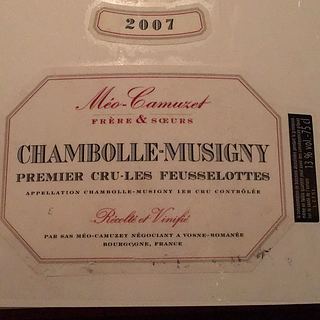 2007
Méo-Camuzet
FRÈRE & SŒURS
CHAMBOLLE-MUSIGNY
PREMIER CRU·LES FEUSSELOTTES
APPELLATION CHAMBOLLE-MUSIGNY 1ER CRU CONTRÔLÉE
Récolté et Vinifié
PAR SAS MÉO-CAMUZET NÉGOCIANT A VOSNE-ROMANÉE
BOURGOGNE, FRANCE